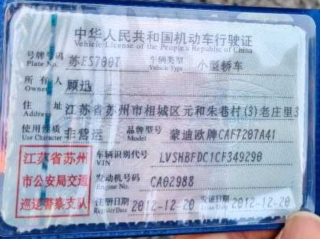 中华人民共和国机动车行驶证
Vehicle License of the People's Republic of China
号牌号码 苏ES7001 车辆类型 小型轿车
Plate No. Vehicle Type
所有人 顾迅
Owner
住址 江苏省苏州市相城区元和朱巷村(3)老庄里3
Address
使用性质 非营运 品牌型号 蒙迪欧牌CAF7207A41
Use Character Model
江苏省苏州 车辆识别代号 LVSHBFDC1CF349290
VIN
市公安局交通 发动机号码 CA02988
Engine No.
巡逻警察支队 注册日期 2012-12-20 发证日期 2012-12-20
Register Date Issue Date